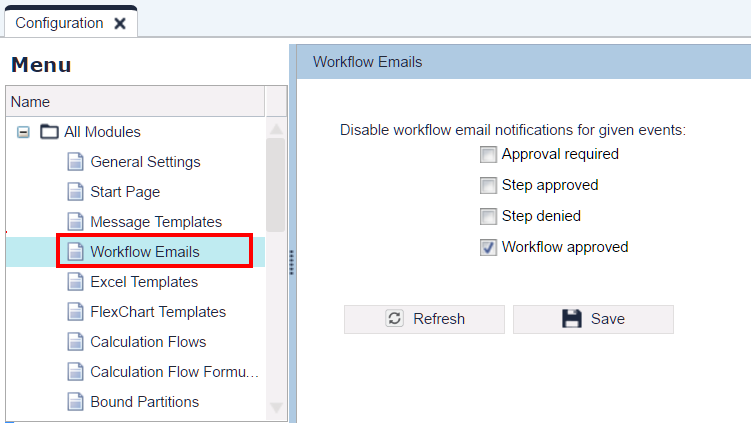 Configuration
Menu
Name
All Modules
General Settings
Start Page
Message Templates
Workflow Emails
Excel Templates
FlexChart Templates
Calculation Flows
Calculation Flow Formu...
Bound Partitions
Workflow Emails
Disable workflow email notifications for given events:
Approval required
Step approved
Step denied
Workflow approved
Refresh
Save